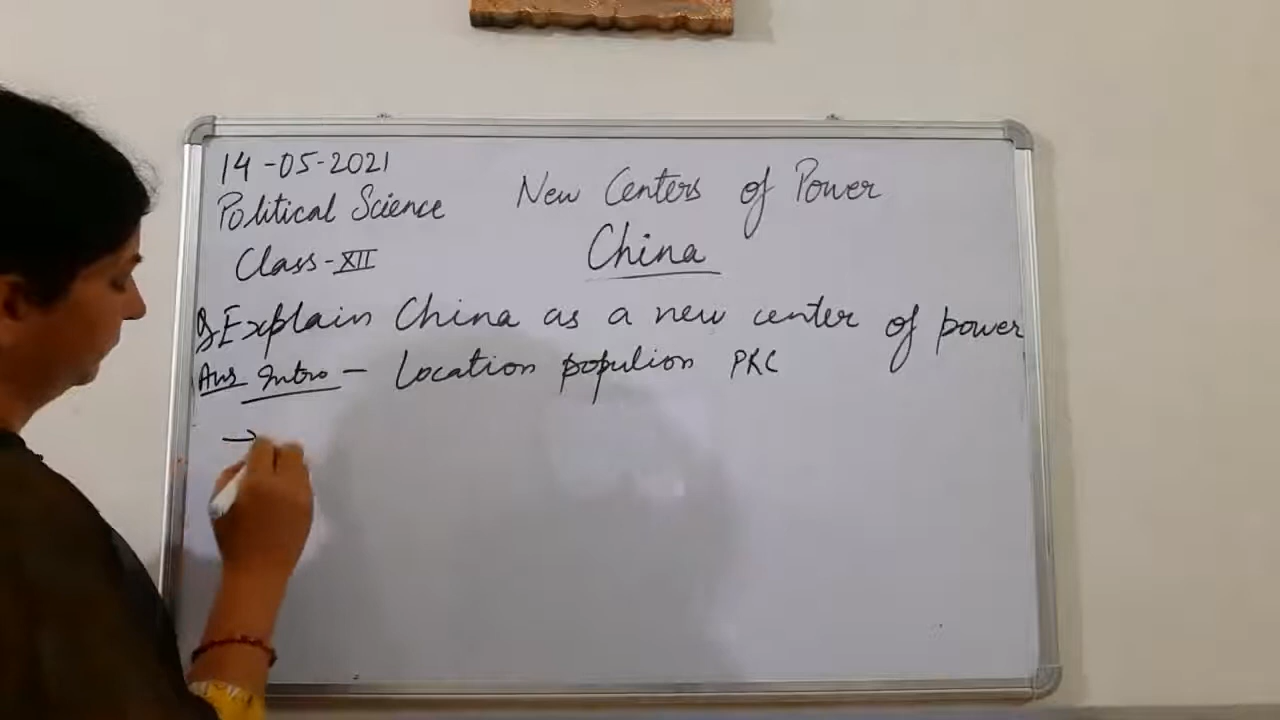 14-05-2021
Political Science
Class-XII
New Centers of Power
China
Q Explain China as a new center of power
Ans Intro - Location populion PRC
→